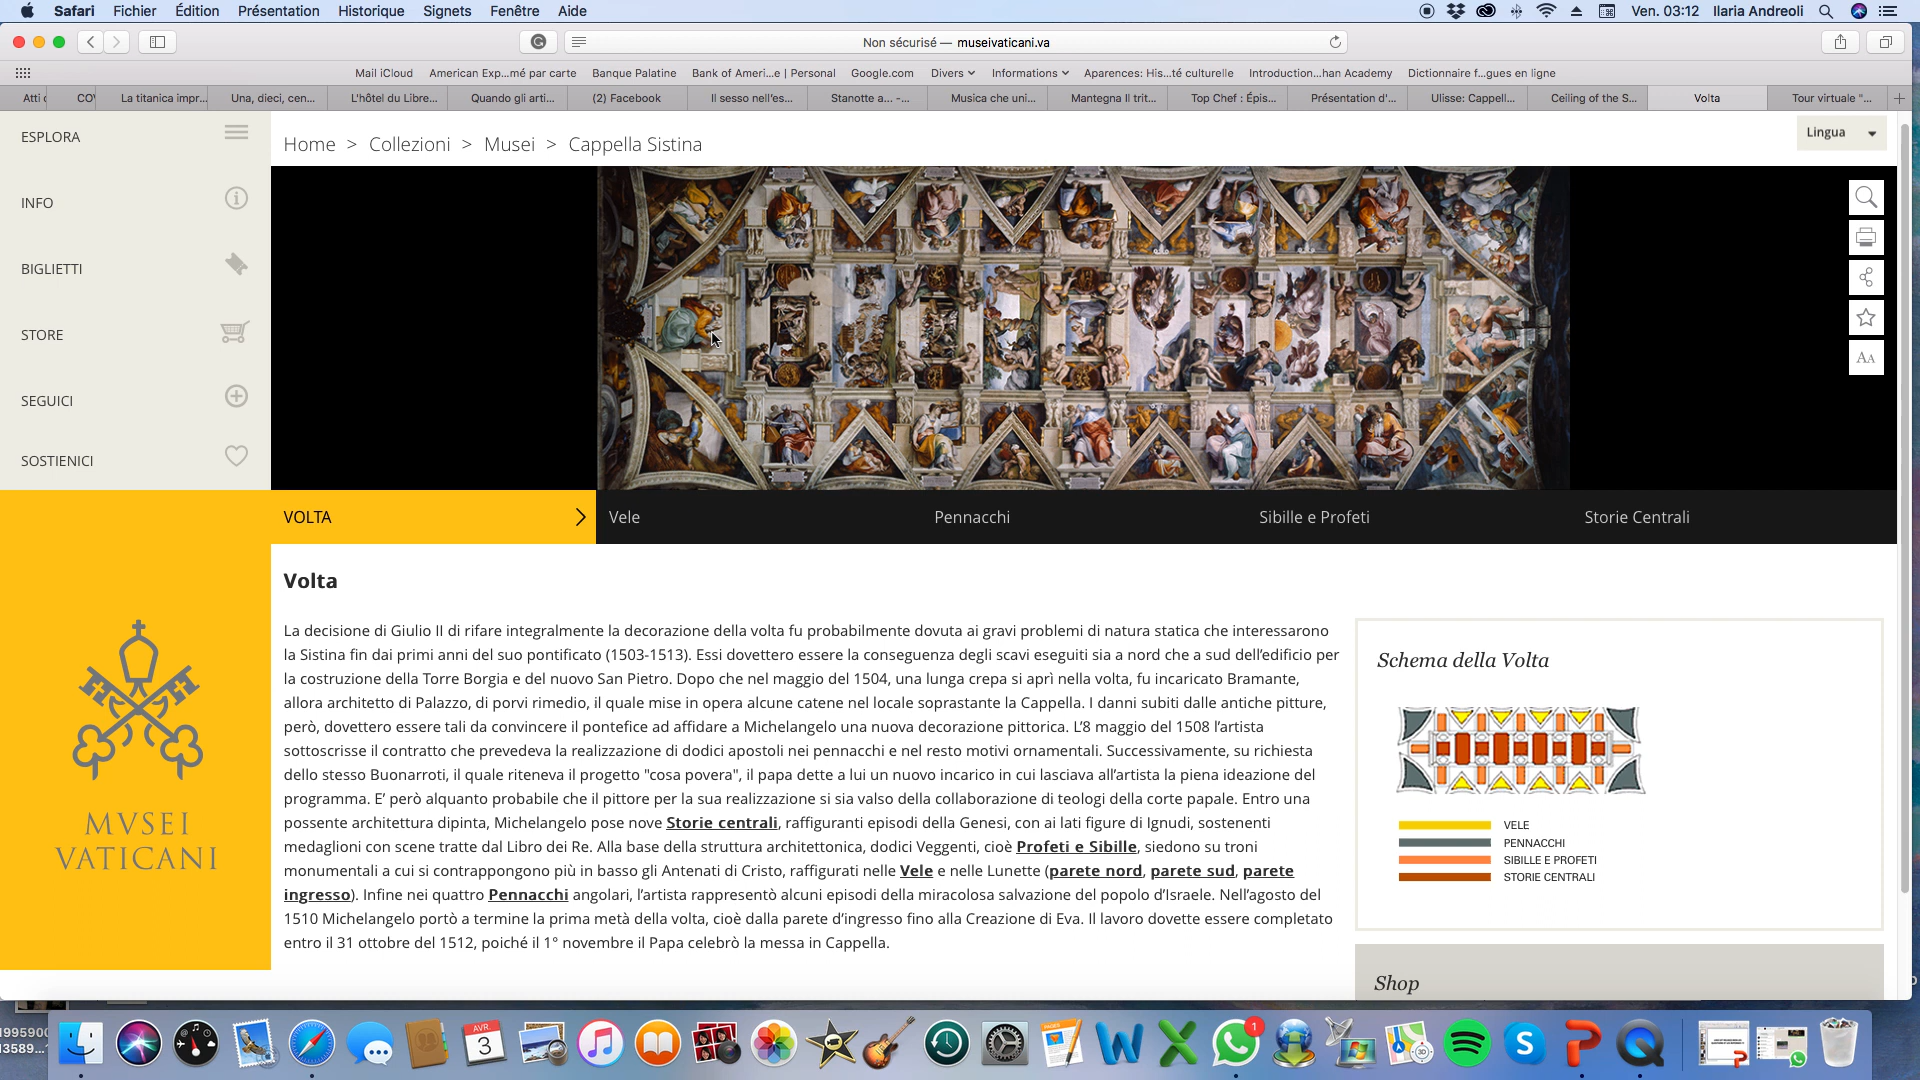 Safari Fichier Édition Présentation Historique Signets Fenêtre Aide Ven. 03:12 Ilaria Andreoli
Non sécurisé — museivaticani.va
Mail iCloud American Exp...mé par carte Banque Palatine Bank of Ameri...e | Personal Google.com Divers Informations Aparences: His...té culturelle Introduction...han Academy Dictionnaire f...gues en ligne
Atti COV La titanica impr... Una, dieci, cen... L'hôtel du Libre... Quando gli arti... (2) Facebook Il sesso nell'es... Stanotte a... -... Musica che uni... Mantegna Il trit... Top Chef : Épis... Présentation d'... Ulisse: Cappell... Ceiling of the S... Volta Tour virtuale "...
ESPLORA
INFO
BIGLIETTI
STORE
SEGUICI
SOSTIENICI
MVSEI
VATICANI
Home > Collezioni > Musei > Cappella Sistina
Lingua
AA
VOLTA Vele Pennacchi Sibille e Profeti Storie Centrali
Volta
La decisione di Giulio II di rifare integralmente la decorazione della volta fu probabilmente dovuta ai gravi problemi di natura statica che interessarono
la Sistina fin dai primi anni del suo pontificato (1503-1513). Essi dovettero essere la conseguenza degli scavi eseguiti sia a nord che a sud dell'edificio per
la costruzione della Torre Borgia e del nuovo San Pietro. Dopo che nel maggio del 1504, una lunga crepa si aprì nella volta, fu incaricato Bramante,
allora architetto di Palazzo, di porvi rimedio, il quale mise in opera alcune catene nel locale soprastante la Cappella. I danni subiti dalle antiche pitture,
però, dovettero essere tali da convincere il pontefice ad affidare a Michelangelo una nuova decorazione pittorica. L'8 maggio del 1508 l'artista
sottoscrisse il contratto che prevedeva la realizzazione di dodici apostoli nei pennacchi e nel resto motivi ornamentali. Successivamente, su richiesta
dello stesso Buonarroti, il quale riteneva il progetto "cosa povera", il papa dette a lui un nuovo incarico in cui lasciava all'artista la piena ideazione del
programma. E' però alquanto probabile che il pittore per la sua realizzazione si sia valso della collaborazione di teologi della corte papale. Entro una
possente architettura dipinta, Michelangelo pose nove Storie centrali, raffiguranti episodi della Genesi, con ai lati figure di Ignudi, sostenenti
medaglioni con scene tratte dal Libro dei Re. Alla base della struttura architettonica, dodici Veggenti, cioè Profeti e Sibille, siedono su troni
monumentali a cui si contrappongono più in basso gli Antenati di Cristo, raffigurati nelle Vele e nelle Lunette (parete nord, parete sud, parete
ingresso). Infine nei quattro Pennacchi angolari, l'artista rappresentò alcuni episodi della miracolosa salvazione del popolo d'Israele. Nell'agosto del
1510 Michelangelo portò a termine la prima metà della volta, cioè dalla parete d'ingresso fino alla Creazione di Eva. Il lavoro dovette essere completato
entro il 31 ottobre del 1512, poiché il 1° novembre il Papa celebrò la messa in Cappella.
Schema della Volta
VELE
PENNACCHI
SIBILLE E PROFETI
STORIE CENTRALI
Shop
AVR.
3
PAGES
1
3D